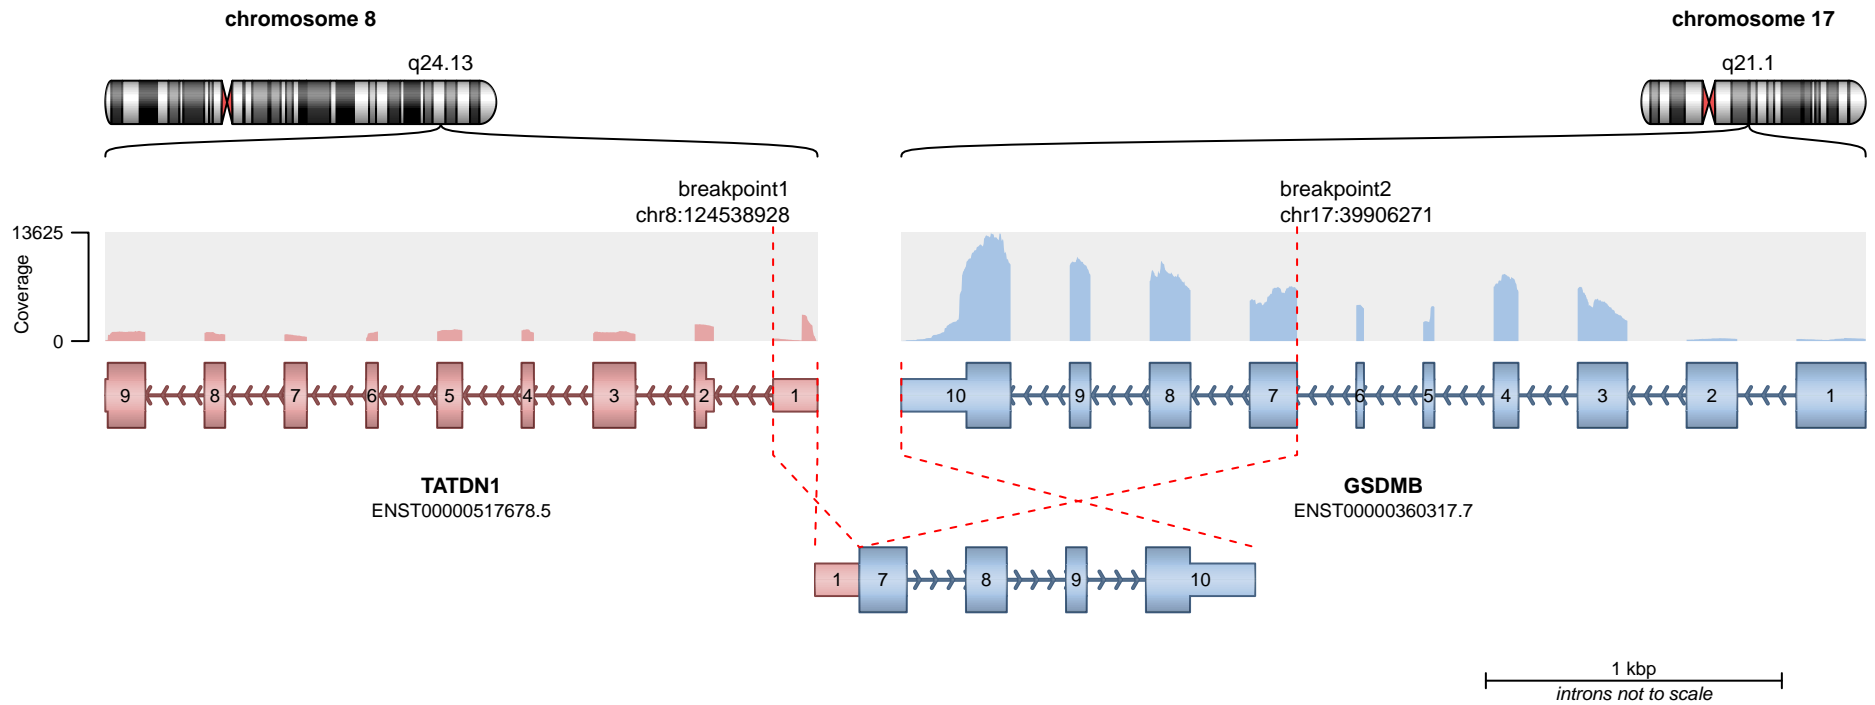 chromosome 8
chromosome 17
q24.13
q21.1
breakpoint1
chr8:124538928
breakpoint2
chr17:39906271
13625
Coverage
0
9 8 7 6 5 4 3 2 1
10 9 8 7 6 5 4 3 2 1
TATDN1
ENST00000517678.5
GSDMB
ENST00000360317.7
1 7 8 9 10
1 kbp
introns not to scale